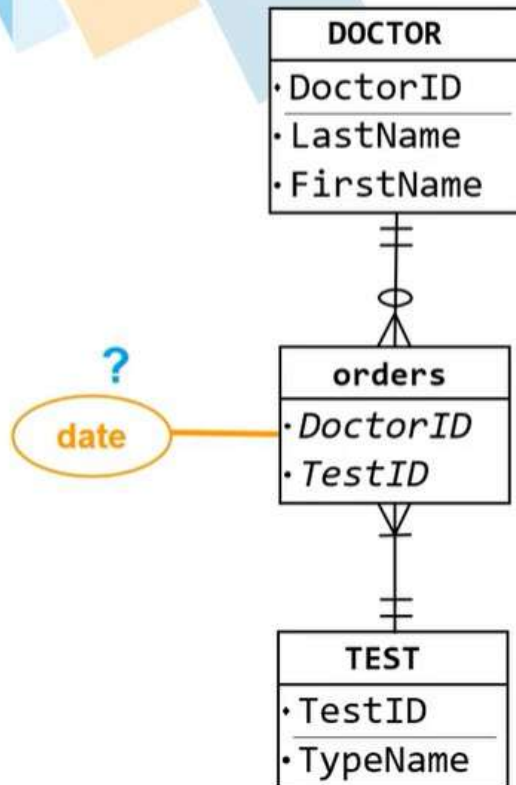 DOCTOR
· DoctorID
· LastName
· FirstName
?
date
orders
· DoctorID
· TestID
TEST
· TestID
· TypeName